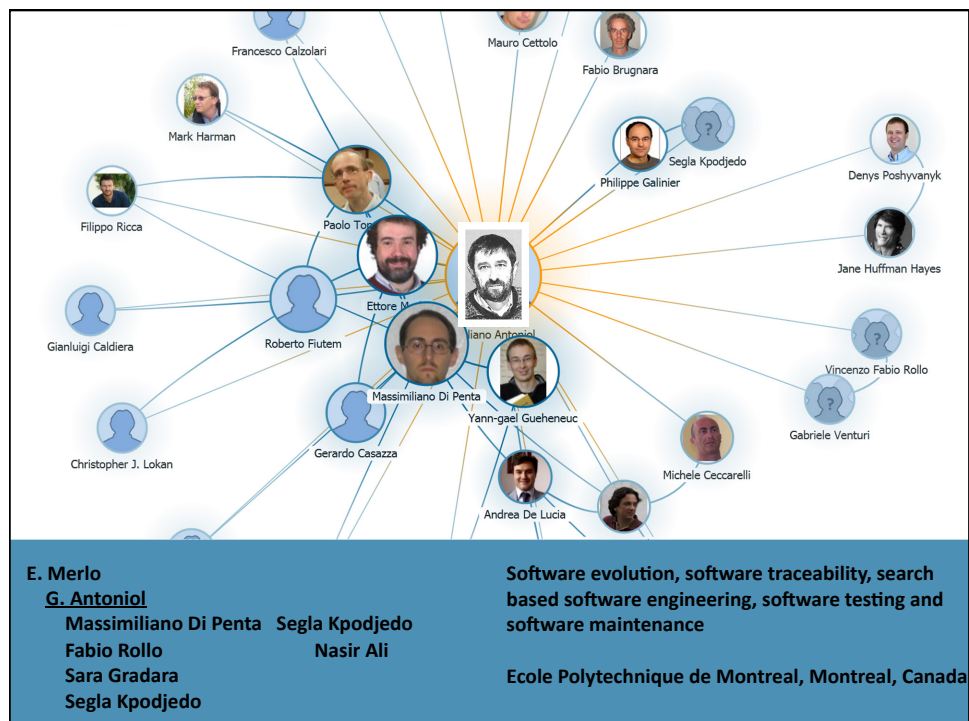 Francesco Calzolari
Mauro Cettolo
Fabio Brugnara
Mark Harman
Segla Kpodjedo
Philippe Galinier
Denys Poshyvanyk
Filippo Ricca
Paolo
Jane Huffman Hayes
Ettore
Gianluigi Caldiera
Roberto Fiutem
Antoniol
Vincenzo Fabio Rollo
Massimiliano Di Penta
Yann-gael Gueheneuc
Gabriele Venturi
Christopher J. Lokan
Gerardo Casazza
Michele Ceccarelli
Andrea De Lucia
E. Merlo
G. Antoniol
Massimiliano Di Penta Segla Kpodjedo
Fabio Rollo Nasir Ali
Sara Gradara
Segla Kpodjedo
Software evolution, software traceability, search
based software engineering, software testing and
software maintenance
Ecole Polytechnique de Montreal, Montreal, Canada